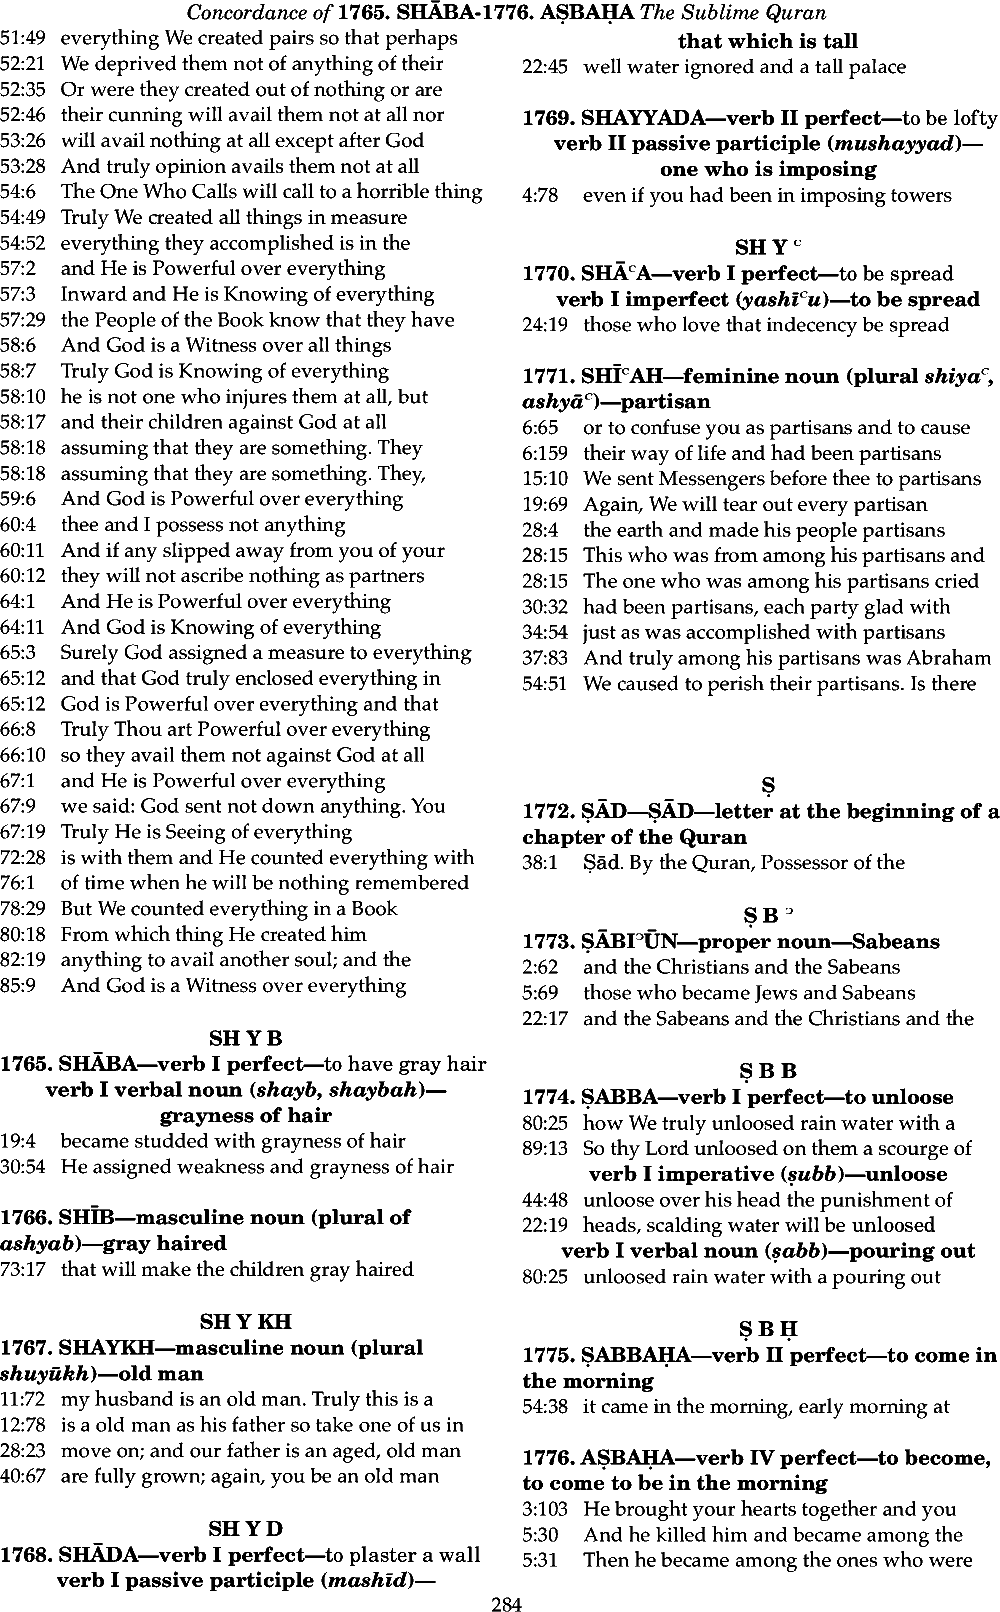 Concordance of 1765. SHĀBA-1776. AṢBAḤA The Sublime Quran
51:49 everything We created pairs so that perhaps
52:21 We deprived them not of anything of their
52:35 Or were they created out of nothing or are
52:46 their cunning will avail them not at all nor
53:26 will avail nothing at all except after God
53:28 And truly opinion avails them not at all
54:6 The One Who Calls will call to a horrible thing
54:49 Truly We created all things in measure
54:52 everything they accomplished is in the
57:2 and He is Powerful over everything
57:3 Inward and He is Knowing of everything
57:29 the People of the Book know that they have
58:6 And God is a Witness over all things
58:7 Truly God is Knowing of everything
58:10 he is not one who injures them at all, but
58:17 and their children against God at all
58:18 assuming that they are something. They
58:18 assuming that they are something. They,
59:6 And God is Powerful over everything
60:4 thee and I possess not anything
60:11 And if any slipped away from you of your
60:12 they will not ascribe nothing as partners
64:1 And He is Powerful over everything
64:11 And God is Knowing of everything
65:3 Surely God assigned a measure to everything
65:12 and that God truly enclosed everything in
65:12 God is Powerful over everything and that
66:8 Truly Thou art Powerful over everything
66:10 so they avail them not against God at all
67:1 and He is Powerful over everything
67:9 we said: God sent not down anything. You
67:19 Truly He is Seeing of everything
72:28 is with them and He counted everything with
76:1 of time when he will be nothing remembered
78:29 But We counted everything in a Book
80:18 From which thing He created him
82:19 anything to avail another soul; and the
85:9 And God is a Witness over everything
SH Y B
1765. SHĀBA—verb I perfect—to have gray hair
verb I verbal noun (shayb, shaybah)—
grayness of hair
19:4 became studded with grayness of hair
30:54 He assigned weakness and grayness of hair
1766. SHĪB—masculine noun (plural of
ashyab)—gray haired
73:17 that will make the children gray haired
SH Y KH
1767. SHAYKH—masculine noun (plural
shuyūkh)—old man
11:72 my husband is an old man. Truly this is a
12:78 is a old man as his father so take one of us in
28:23 move on; and our father is an aged, old man
40:67 are fully grown; again, you be an old man
SH Y D
1768. SHĀDA—verb I perfect—to plaster a wall
verb I passive participle (mashīd)—
that which is tall
22:45 well water ignored and a tall palace
1769. SHAYYADA—verb II perfect—to be lofty
verb II passive participle (mushayyad)—
one who is imposing
4:78 even if you had been in imposing towers
SH Y ᶜ
1770. SHĀᶜA—verb I perfect—to be spread
verb I imperfect (yashīᶜu)—to be spread
24:19 those who love that indecency be spread
1771. SHĪᶜAH—feminine noun (plural shiyaᶜ,
ashyāᶜ)—partisan
6:65 or to confuse you as partisans and to cause
6:159 their way of life and had been partisans
15:10 We sent Messengers before thee to partisans
19:69 Again, We will tear out every partisan
28:4 the earth and made his people partisans
28:15 This who was from among his partisans and
28:15 The one who was among his partisans cried
30:32 had been partisans, each party glad with
34:54 just as was accomplished with partisans
37:83 And truly among his partisans was Abraham
54:51 We caused to perish their partisans. Is there
Ṣ
1772. ṢĀD—ṢĀD—letter at the beginning of a
chapter of the Quran
38:1 Ṣād. By the Quran, Possessor of the
Ṣ B ᵓ
1773. ṢĀBIᵓŪN—proper noun—Sabeans
2:62 and the Christians and the Sabeans
5:69 those who became Jews and Sabeans
22:17 and the Sabeans and the Christians and the
Ṣ B B
1774. ṢABBA—verb I perfect—to unloose
80:25 how We truly unloosed rain water with a
89:13 So thy Lord unloosed on them a scourge of
verb I imperative (ṣubb)—unloose
44:48 unloose over his head the punishment of
22:19 heads, scalding water will be unloosed
verb I verbal noun (ṣabb)—pouring out
80:25 unloosed rain water with a pouring out
Ṣ B Ḥ
1775. ṢABBAḤA—verb II perfect—to come in
the morning
54:38 it came in the morning, early morning at
1776. AṢBAḤA—verb IV perfect—to become,
to come to be in the morning
3:103 He brought your hearts together and you
5:30 And he killed him and became among the
5:31 Then he became among the ones who were
284